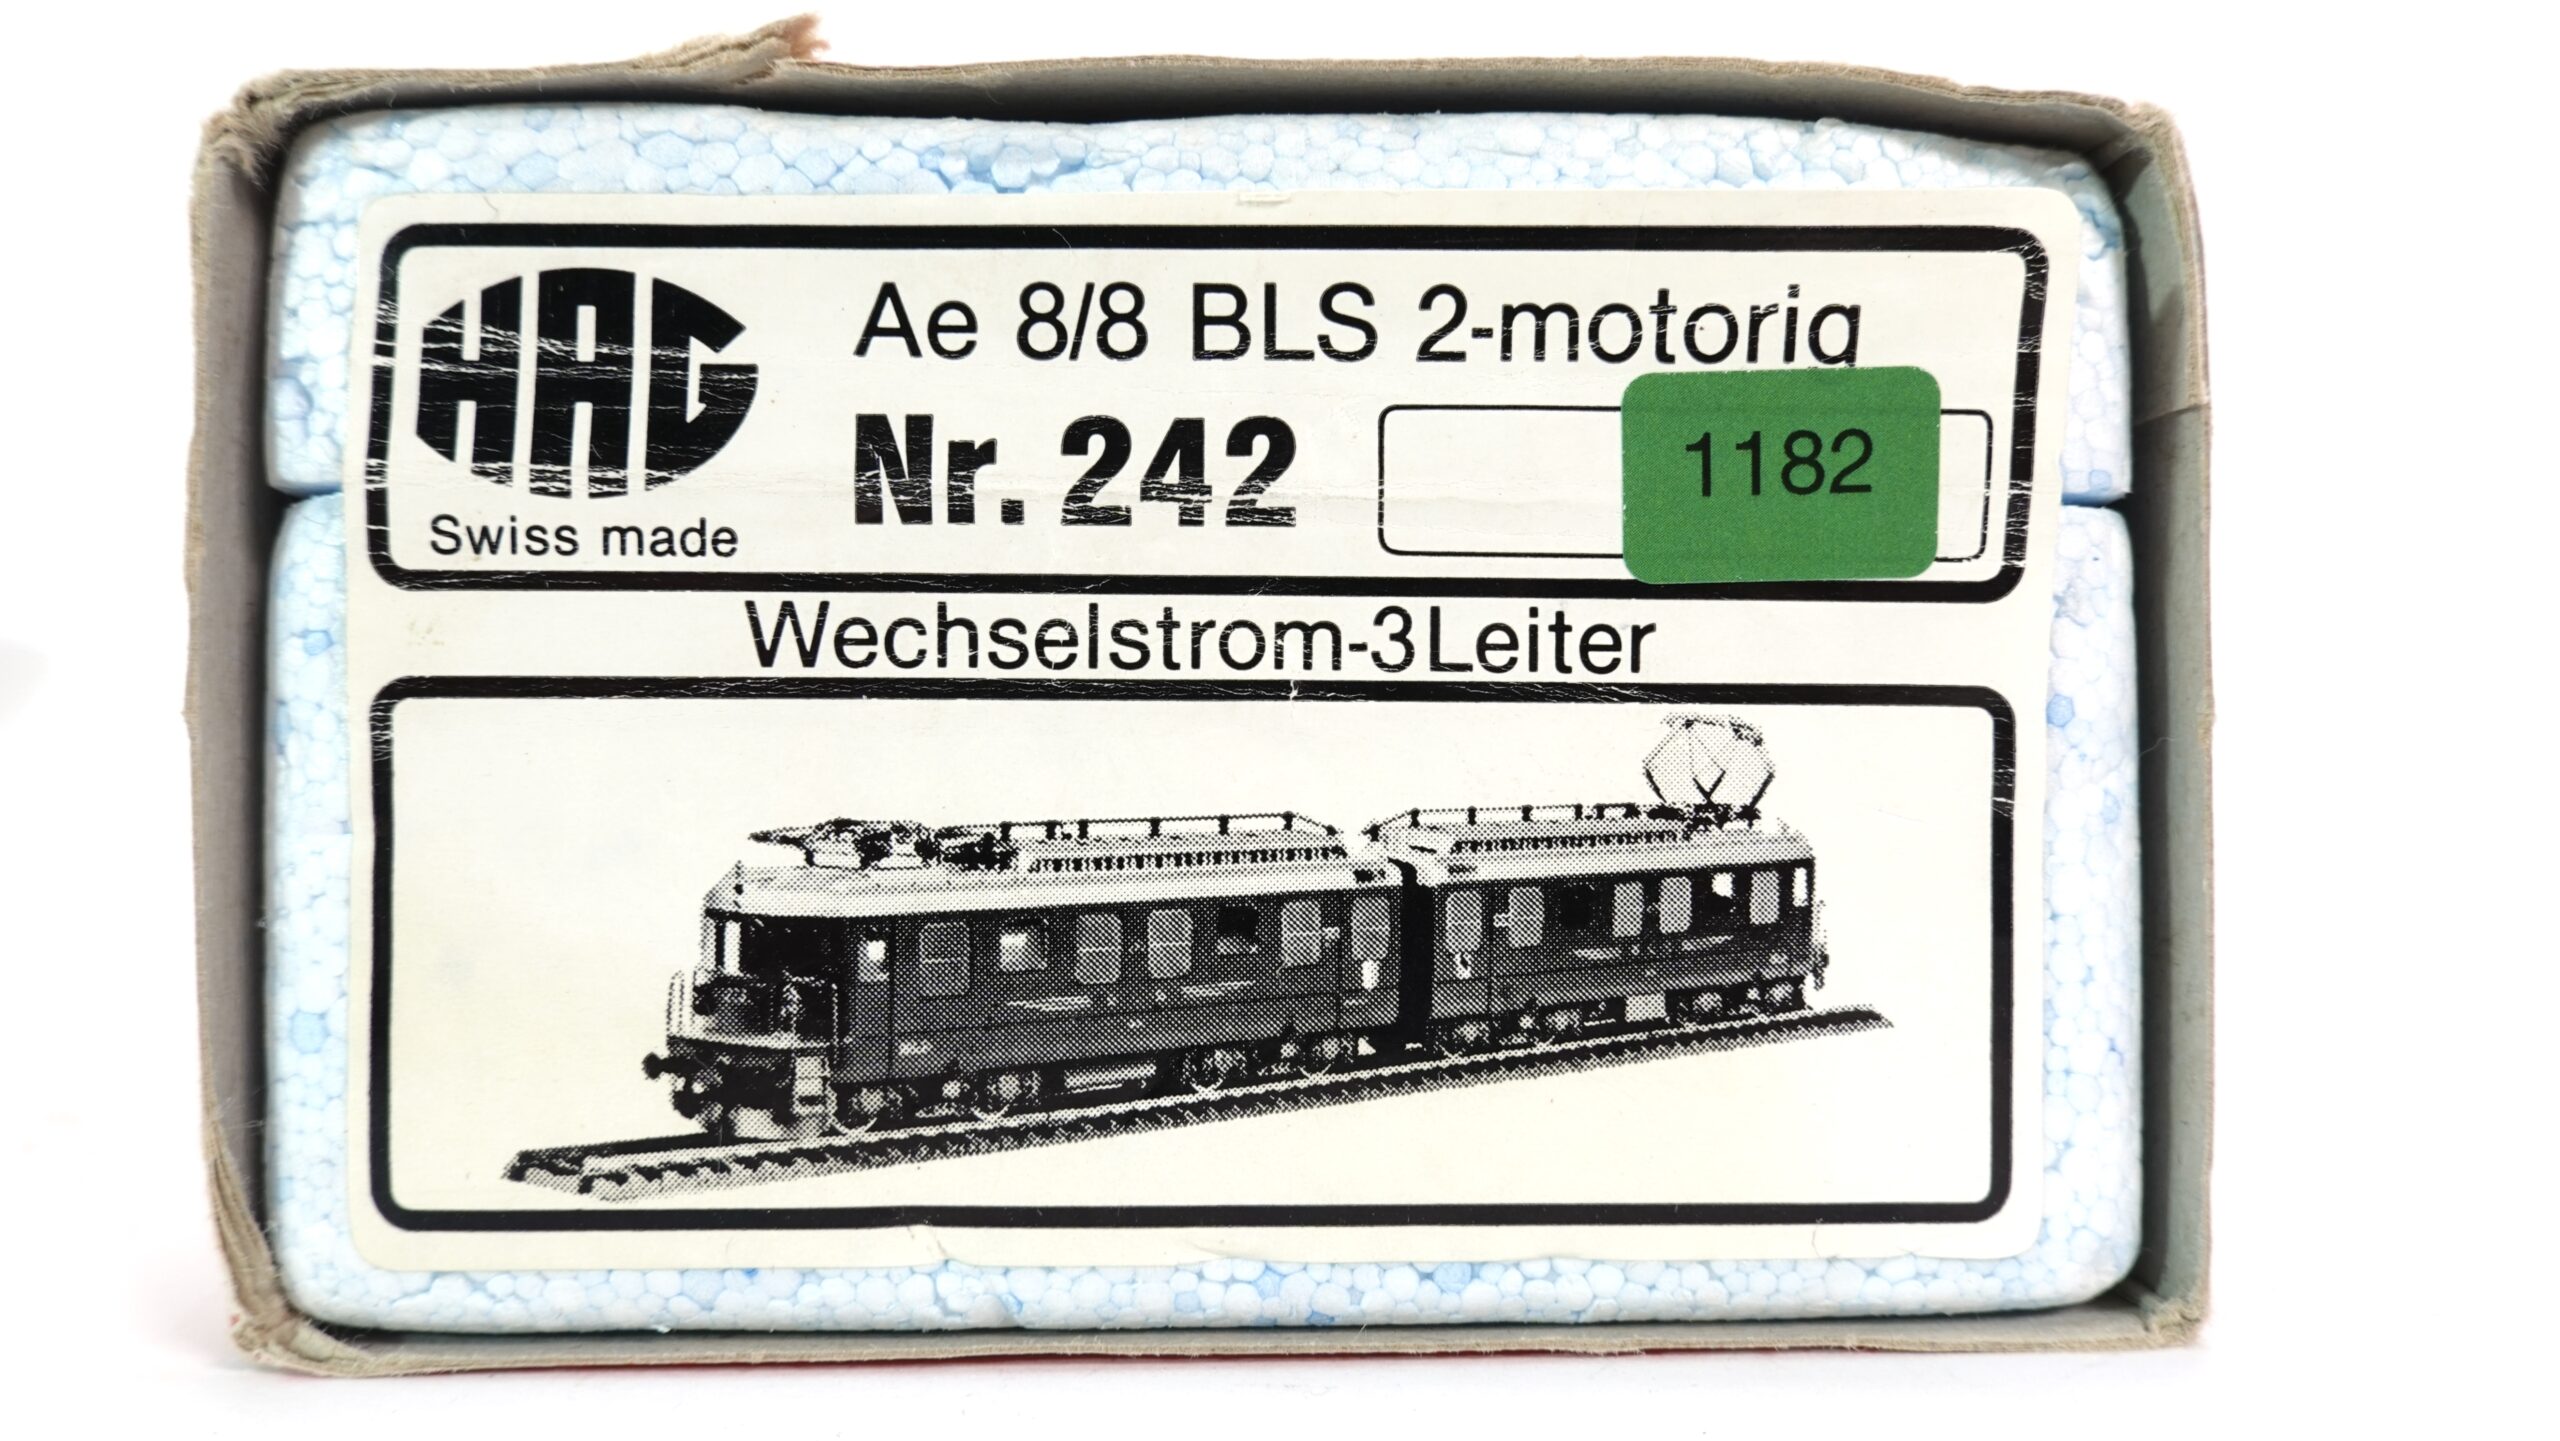 HAG
Swiss made
Ae 8/8 BLS 2-motorig
Nr. 242
1182
Wechselstrom-3Leiter